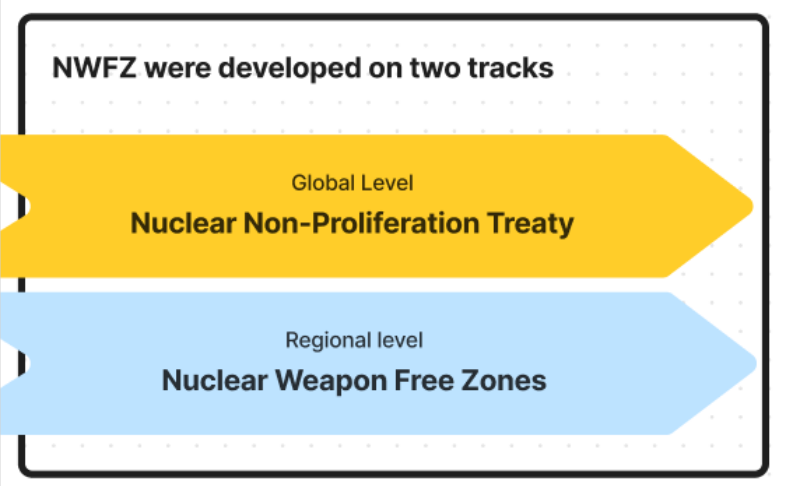 NWFZ were developed on two tracks
Global Level
Nuclear Non-Proliferation Treaty
Regional level
Nuclear Weapon Free Zones